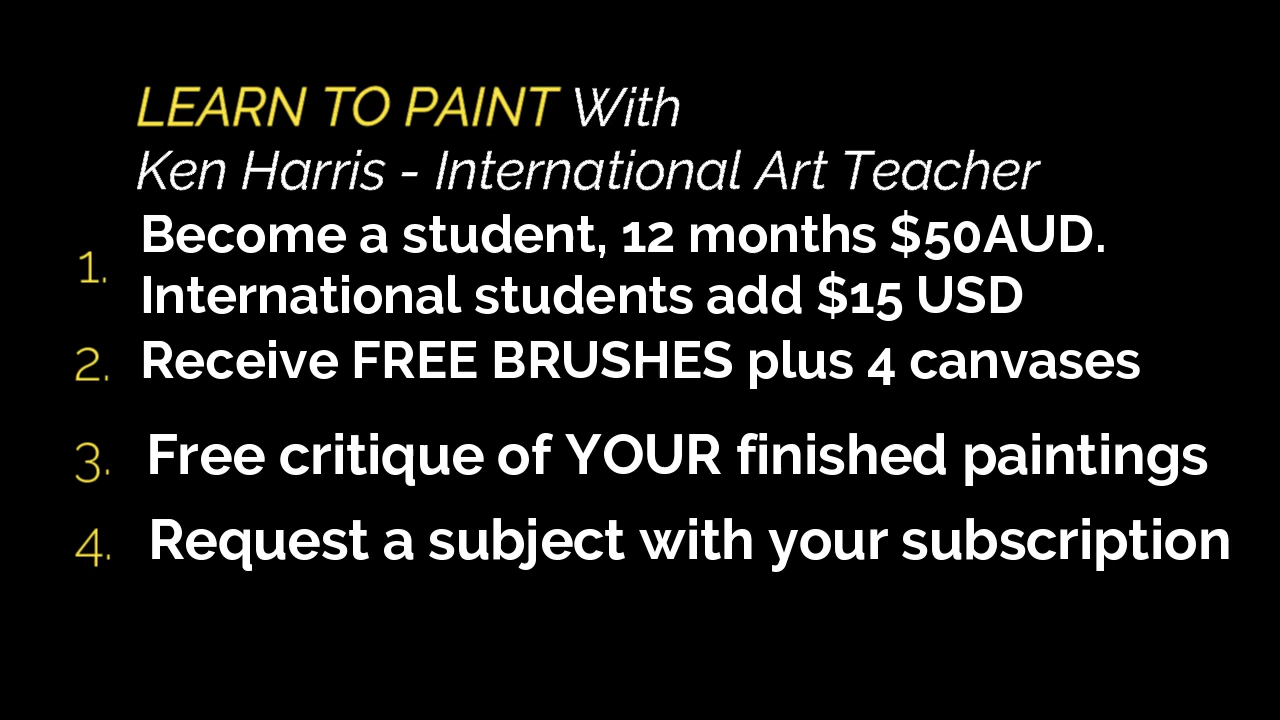 LEARN TO PAINT With
Ken Harris - International Art Teacher
1. Become a student, 12 months $50AUD.
International students add $15 USD
2. Receive FREE BRUSHES plus 4 canvases
3. Free critique of YOUR finished paintings
4. Request a subject with your subscription